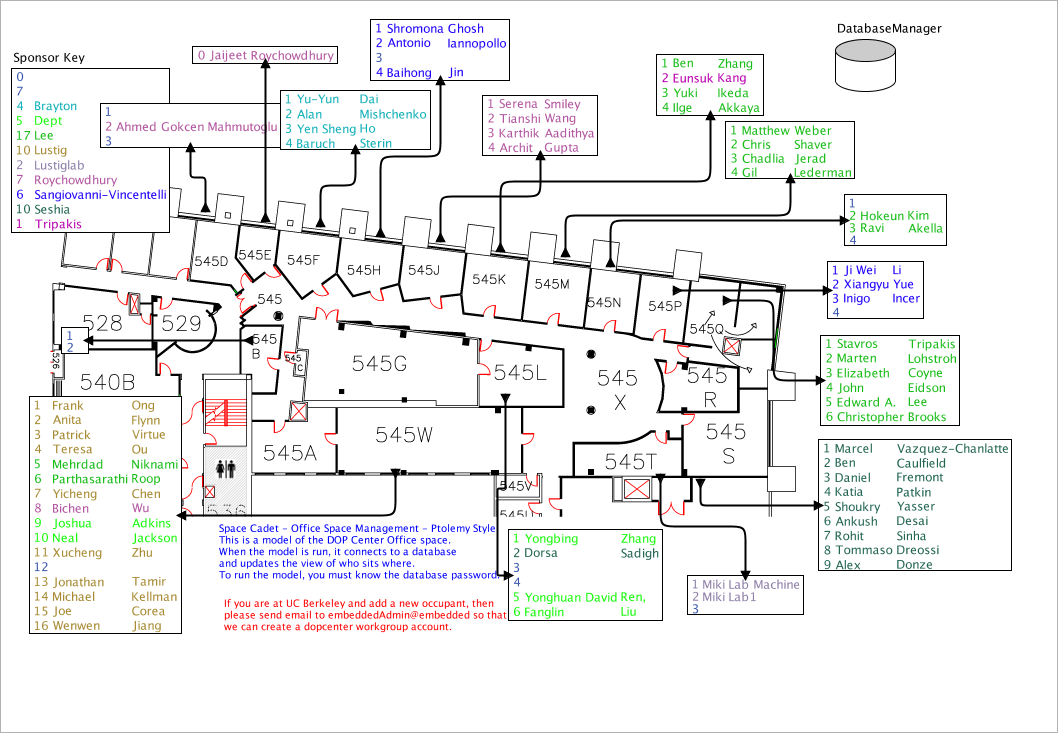 DatabaseManager
Sponsor Key
0
7
4 Brayton
5 Dept
17 Lee
10 Lustig
2 Lustiglab
7 Roychowdhury
6 Sangiovanni-Vincentelli
10 Seshia
1 Tripakis
1
2 Ahmed Gokcen Mahmutoglu
3
0 Jaijeet Roychowdhury
1 Yu-Yun Dai
2 Alan Mishchenko
3 Yen Sheng Ho
4 Baruch Sterin
1 Shromona Ghosh
2 Antonio Iannopollo
3
4 Baihong Jin
1 Serena Smiley
2 Tianshi Wang
3 Karthik Aadithya
4 Archit Gupta
1 Ben Zhang
2 Eunsuk Kang
3 Yuki Ikeda
4 Ilge Akkaya
1 Matthew Weber
2 Chris Shaver
3 Chadlia Jerad
4 Gil Lederman
1
2 Hokeun Kim
3 Ravi Akella
4
1 Ji Wei Li
2 Xiangyu Yue
3 Inigo Incer
4
1 Stavros Tripakis
2 Marten Lohstroh
3 Elizabeth Coyne
4 John Eidson
5 Edward A. Lee
6 Christopher Brooks
1 Marcel Vazquez-Chanlatte
2 Ben Caulfield
3 Daniel Fremont
4 Katia Patkin
5 Shoukry Yasser
6 Ankush Desai
7 Rohit Sinha
8 Tommaso Dreossi
9 Alex Donze
545D
545E
545F
545H
545J
545K
545M
545N
545P
545Q
545
528
529
1
2
526
540B
545
B
545
C
545G
545L
545
X
545
R
545
S
545A
545W
545T
545V
545U
536
1 Frank Ong
2 Anita Flynn
3 Patrick Virtue
4 Teresa Ou
5 Mehrdad Niknami
6 Parthasarathi Roop
7 Yicheng Chen
8 Bichen Wu
9 Joshua Adkins
10 Neal Jackson
11 Xucheng Zhu
12
13 Jonathan Tamir
14 Michael Kellman
15 Joe Corea
16 Wenwen Jiang
Space Cadet - Office Space Management - Ptolemy Style
This is a model of the DOP Center Office space.
When the model is run, it connects to a database
and updates the view of who sits where.
To run the model, you must know the database password.
If you are at UC Berkeley and add a new occupant, then
please send email to embeddedAdmin@embedded so that
we can create a dopcenter workgroup account.
1 Yongbing Zhang
2 Dorsa Sadigh
3
4
5 Yonghuan David Ren,
6 Fanglin Liu
1 Miki Lab Machine
2 Miki Lab1
3